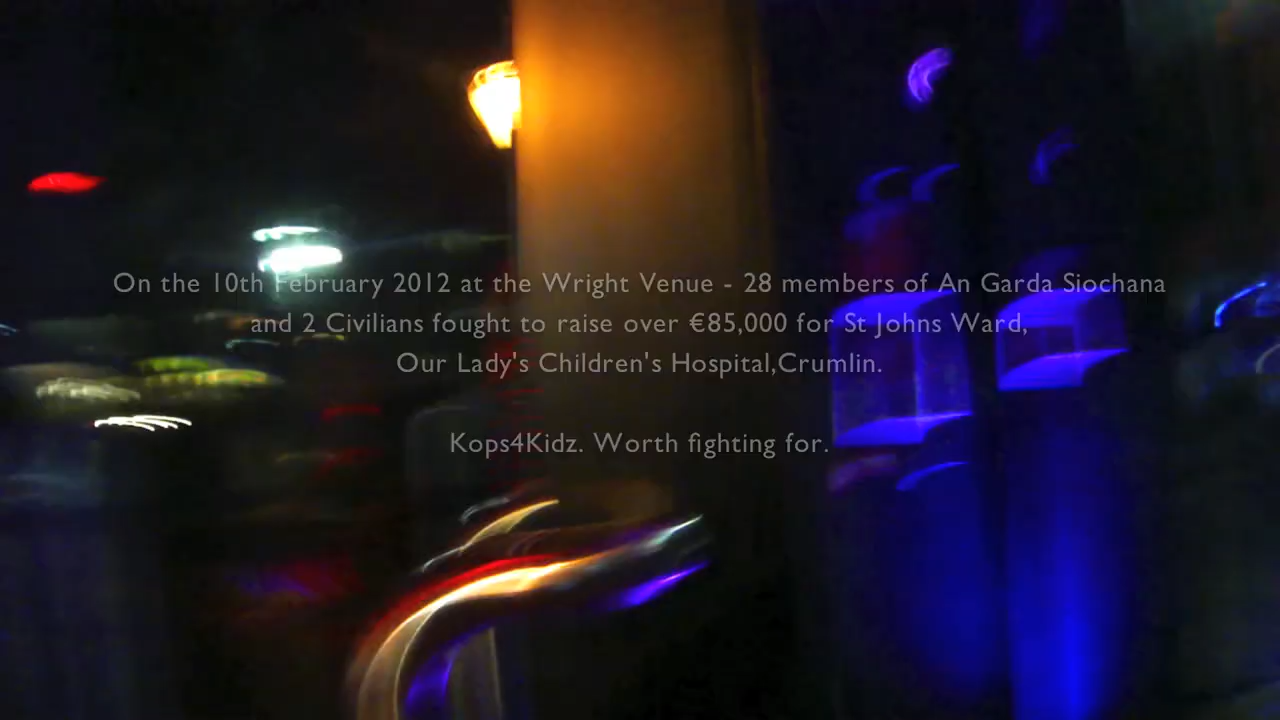 On the 10th February 2012 at the Wright Venue - 28 members of An Garda Siochana
and 2 Civilians fought to raise over €85,000 for St Johns Ward,
Our Lady's Children's Hospital,Crumlin.
Kops4Kidz. Worth fighting for.